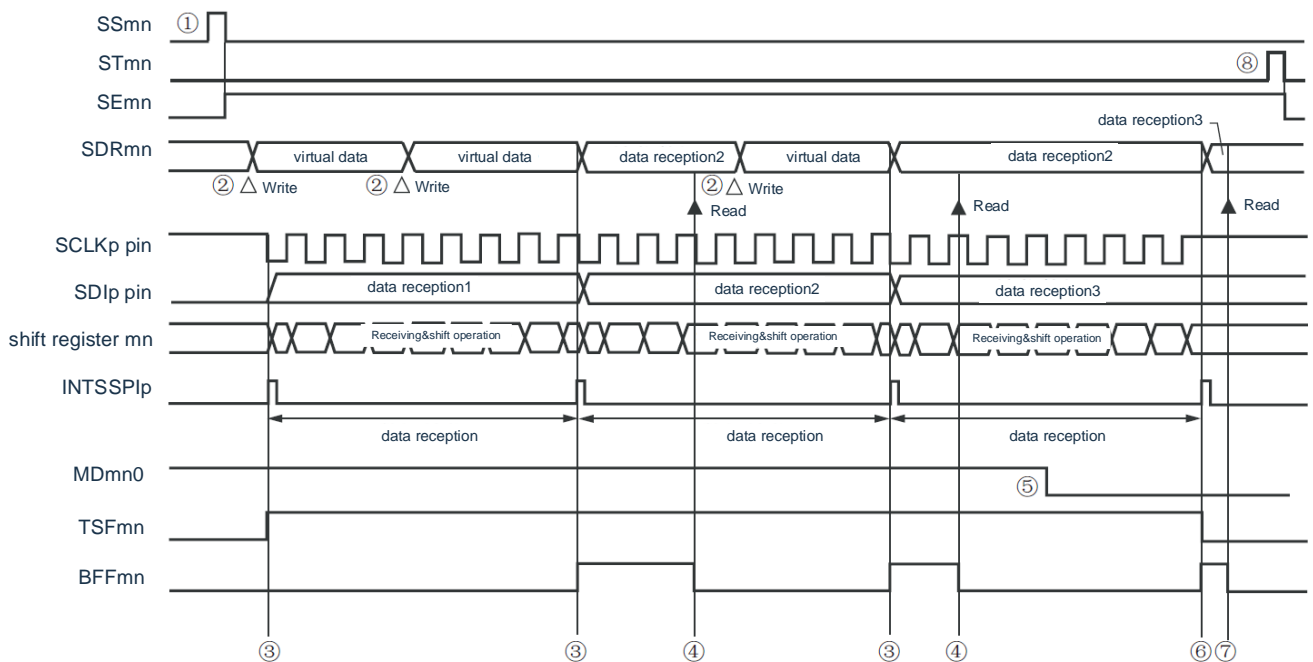 SSmn ①
STmn ⑧
SEmn
data reception3
SDRmn virtual data virtual data data reception2 virtual data data reception2
② △ Write ② △ Write ② △ Write
Read Read Read
SCLKp pin
SDIp pin data reception1 data reception2 data reception3
shift register mn Receiving&shift operation Receiving&shift operation Receiving&shift operation
INTSSPIp
data reception data reception data reception
MDmn0 ⑤
TSFmn
BFFmn
③ ③ ④ ③ ④ ⑥ ⑦